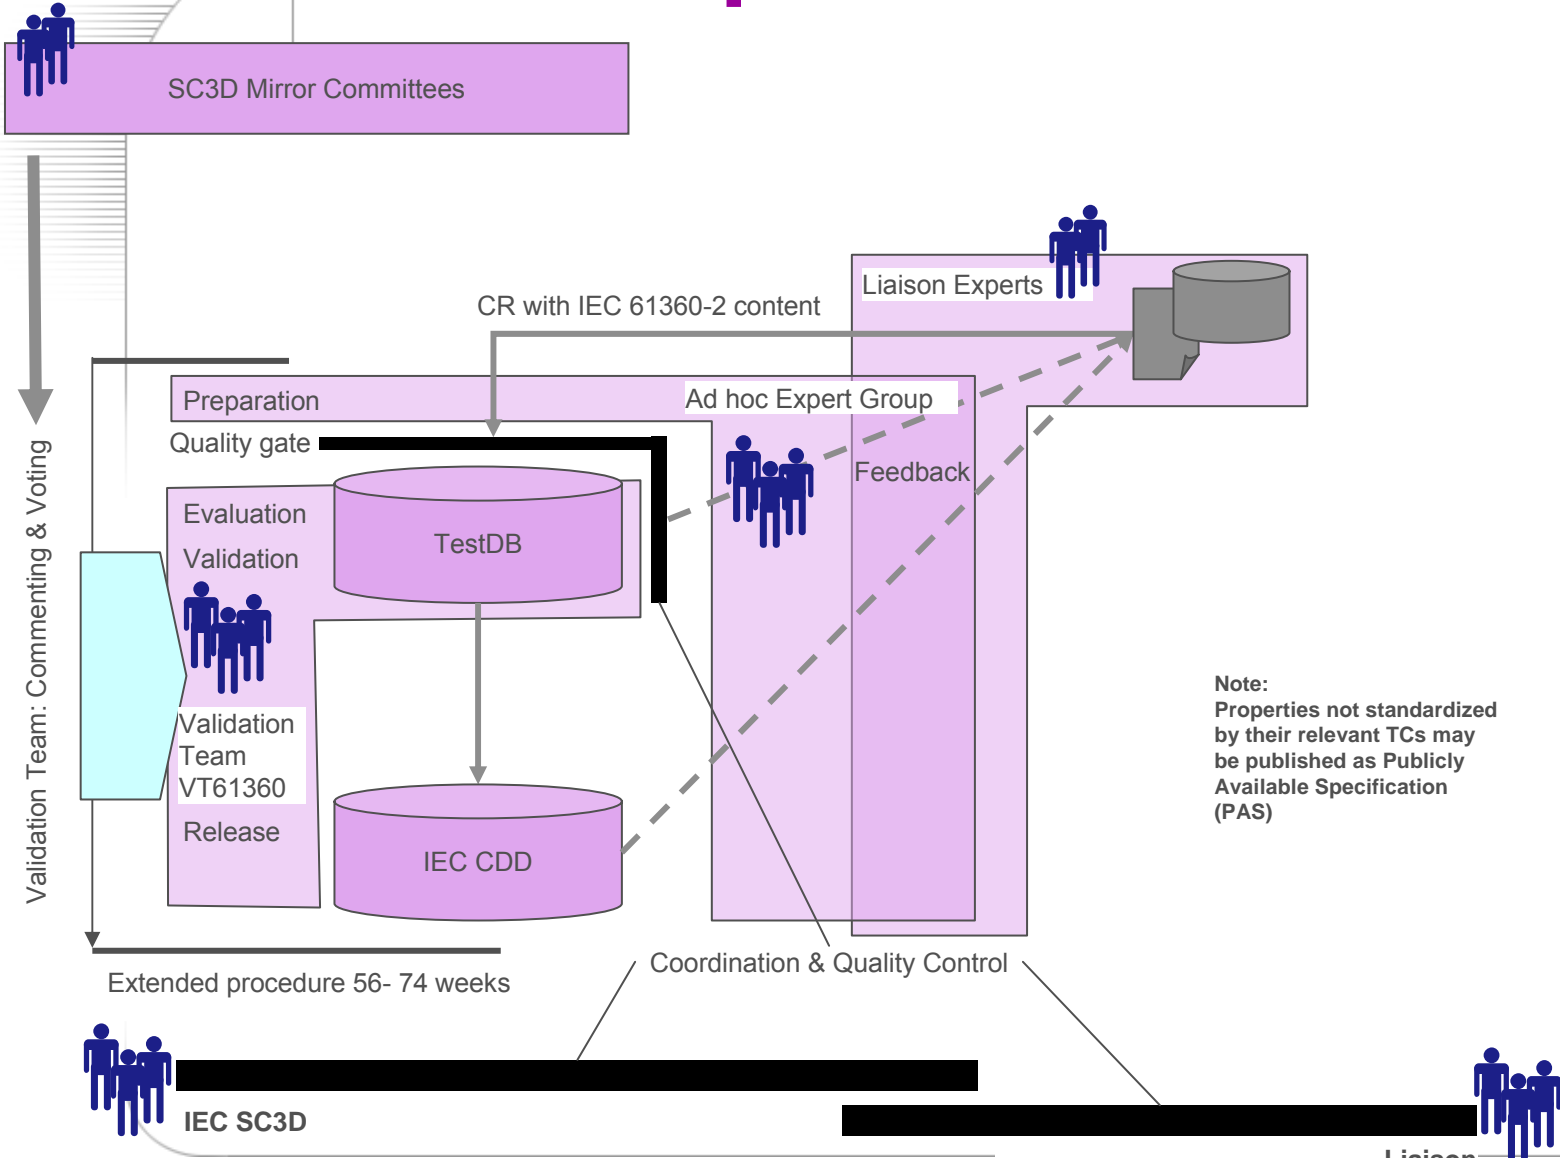 SC3D Mirror Committees
Liaison Experts
CR with IEC 61360-2 content
Preparation
Ad hoc Expert Group
Quality gate
Feedback
Evaluation
TestDB
Validation
Validation Team: Commenting & Voting
Note:
Properties not standardized
by their relevant TCs may
be published as Publicly
Available Specification
(PAS)
Validation
Team
VT61360
Release
IEC CDD
Coordination & Quality Control
Extended procedure 56- 74 weeks
IEC SC3D
Liaison